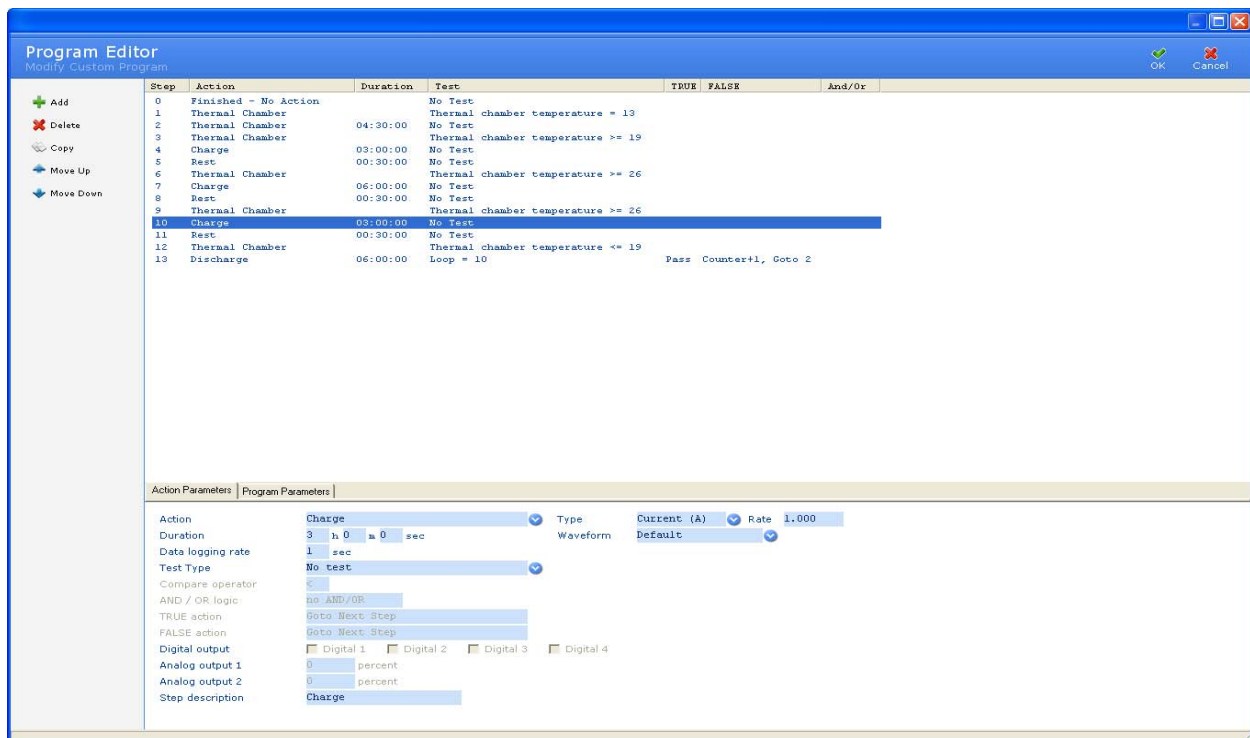 Program Editor
Modify Custom Program
OK
Cancel
Add
Delete
Copy
Move Up
Move Down
Step Action Duration Test TRUE FALSE And/Or
0 Finished - No Action No Test
1 Thermal Chamber Thermal chamber temperature = 13
2 Thermal Chamber 04:30:00 No Test
3 Thermal Chamber Thermal chamber temperature >= 19
4 Charge 03:00:00 No Test
5 Rest 00:30:00 No Test
6 Thermal Chamber Thermal chamber temperature >= 26
7 Charge 06:00:00 No Test
8 Rest 00:30:00 No Test
9 Thermal Chamber Thermal chamber temperature >= 26
10 Charge 03:00:00 No Test
11 Rest 00:30:00 No Test
12 Thermal Chamber Thermal chamber temperature <= 19
13 Discharge 06:00:00 Loop = 10 Pass Counter+1, Goto 2
Action Parameters Program Parameters
Action Charge Type Current (A) Rate 1.000
Duration 3 h 0 m 0 sec Waveform Default
Data logging rate 1 sec
Test Type No test
Compare operator <
AND / OR logic no AND/OR
TRUE action Goto Next Step
FALSE action Goto Next Step
Digital output Digital 1 Digital 2 Digital 3 Digital 4
Analog output 1 0 percent
Analog output 2 0 percent
Step description Charge